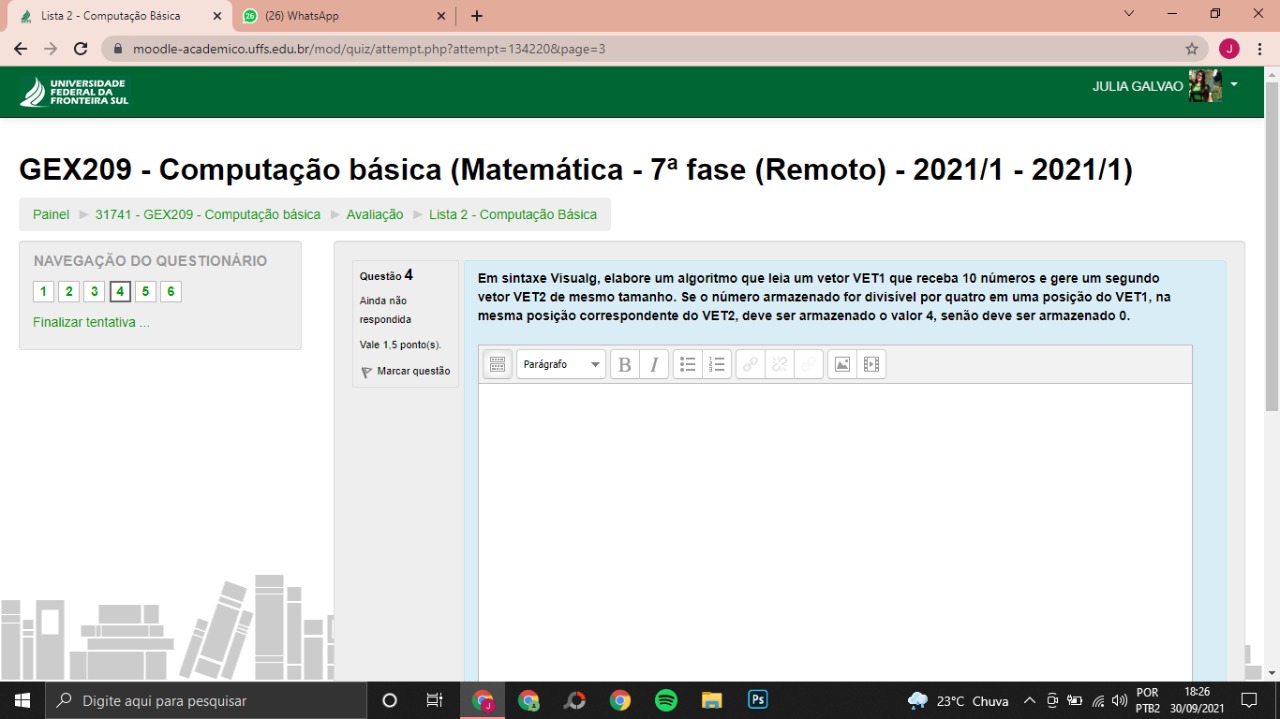 Lista 2 - Computação Básica
(26) WhatsApp
moodle-academico.uffs.edu.br/mod/quiz/attempt.php?attempt=134220&page=3
J
UNIVERSIDADE
FEDERAL DA
FRONTEIRA SUL
JULIA GALVAO
GEX209 - Computação básica (Matemática - 7ª fase (Remoto) - 2021/1 - 2021/1)
Painel 31741 - GEX209 - Computação básica Avaliação Lista 2 - Computação Básica
NAVEGAÇÃO DO QUESTIONÁRIO
1 2 3 4 5 6
Finalizar tentativa ...
Questão 4
Ainda não
respondida
Vale 1,5 ponto(s).
Marcar questão
Em sintaxe Visualg, elabore um algoritmo que leia um vetor VET1 que receba 10 números e gere um segundo
vetor VET2 de mesmo tamanho. Se o número armazenado for divisível por quatro em uma posição do VET1, na
mesma posição correspondente do VET2, deve ser armazenado o valor 4, senão deve ser armazenado 0.
Parágrafo B I
Digite aqui para pesquisar
Ps
23°C Chuva
POR
PTB2
18:26
30/09/2021